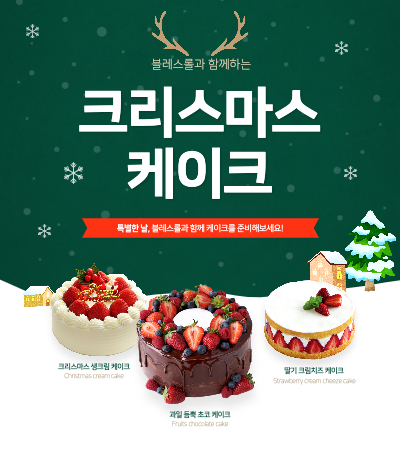 블레스롤과 함께하는
크리스마스
케이크
특별한 날, 블레스롤과 함께 케이크를 준비해보세요!
크리스마스 생크림 케이크
Christmas cream cake
딸기 크림치즈 케이크
Strawberry cream cheeze cake
과일 듬뿍 초코 케이크
Fruits chocolate cake